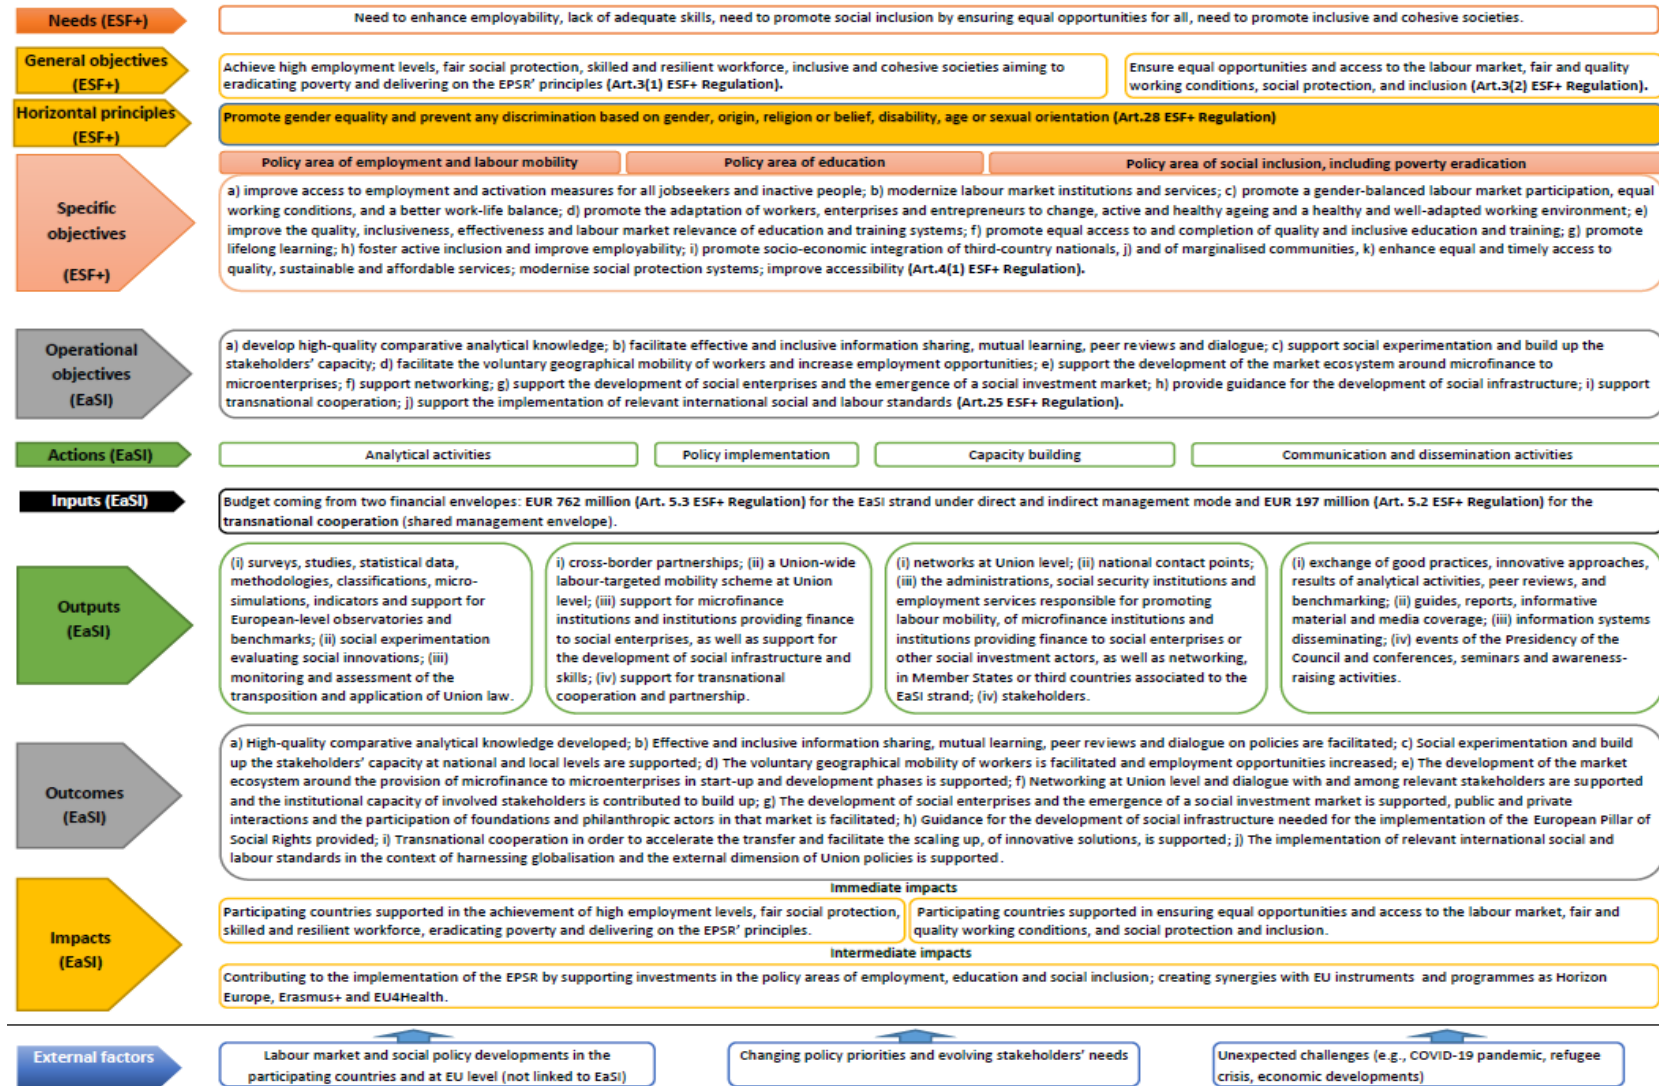 Needs (ESF+)
Need to enhance employability, lack of adequate skills, need to promote social inclusion by ensuring equal opportunities for all, need to promote inclusive and cohesive societies.
General objectives
(ESF+)
Achieve high employment levels, fair social protection, skilled and resilient workforce, inclusive and cohesive societies aiming to
eradicating poverty and delivering on the EPSR' principles (Art.3(1) ESF+ Regulation).
Ensure equal opportunities and access to the labour market, fair and quality
working conditions, social protection, and inclusion (Art.3(2) ESF+ Regulation).
Horizontal principles
(ESF+)
Promote gender equality and prevent any discrimination based on gender, origin, religion or belief, disability, age or sexual orientation (Art.28 ESF+ Regulation)
Policy area of employment and labour mobility
Policy area of education
Policy area of social inclusion, including poverty eradication
Specific
objectives
(ESF+)
a) improve access to employment and activation measures for all jobseekers and inactive people; b) modernize labour market institutions and services; c) promote a gender-balanced labour market participation, equal
working conditions, and a better work-life balance; d) promote the adaptation of workers, enterprises and entrepreneurs to change, active and healthy ageing and a healthy and well-adapted working environment; e)
improve the quality, inclusiveness, effectiveness and labour market relevance of education and training systems; f) promote equal access to and completion of quality and inclusive education and training; g) promote
lifelong learning; h) foster active inclusion and improve employability; i) promote socio-economic integration of third-country nationals, j) and of marginalised communities, k) enhance equal and timely access to
quality, sustainable and affordable services; modernise social protection systems; improve accessibility (Art.4(1) ESF+ Regulation).
Operational
objectives
(EaSI)
a) develop high-quality comparative analytical knowledge; b) facilitate effective and inclusive information sharing, mutual learning, peer reviews and dialogue; c) support social experimentation and build up the
stakeholders' capacity; d) facilitate the voluntary geographical mobility of workers and increase employment opportunities; e) support the development of the market ecosystem around microfinance to
microenterprises; f) support networking; g) support the development of social enterprises and the emergence of a social investment market; h) provide guidance for the development of social infrastructure; i) support
transnational cooperation; j) support the implementation of relevant international social and labour standards (Art.25 ESF+ Regulation).
Actions (EaSI)
Analytical activities
Policy implementation
Capacity building
Communication and dissemination activities
Inputs (EaSI)
Budget coming from two financial envelopes: EUR 762 million (Art. 5.3 ESF+ Regulation) for the EaSI strand under direct and indirect management mode and EUR 197 million (Art. 5.2 ESF+ Regulation) for the
transnational cooperation (shared management envelope).
Outputs
(EaSI)
(i) surveys, studies, statistical data,
methodologies, classifications, micro-
simulations, indicators and support for
European-level observatories and
benchmarks; (ii) social experimentation
evaluating social innovations; (iii)
monitoring and assessment of the
transposition and application of Union law.
i) cross-border partnerships; (ii) a Union-wide
labour-targeted mobility scheme at Union
level; (iii) support for microfinance
institutions and institutions providing finance
to social enterprises, as well as support for
the development of social infrastructure and
skills; (iv) support for transnational
cooperation and partnership.
(i) networks at Union level; (ii) national contact points;
(iii) the administrations, social security institutions and
employment services responsible for promoting
labour mobility, of microfinance institutions and
institutions providing finance to social enterprises or
other social investment actors, as well as networking,
in Member States or third countries associated to the
EaSI strand; (iv) stakeholders.
(i) exchange of good practices, innovative approaches,
results of analytical activities, peer reviews, and
benchmarking; (ii) guides, reports, informative
material and media coverage; (iii) information systems
disseminating; (iv) events of the Presidency of the
Council and conferences, seminars and awareness-
raising activities.
Outcomes
(EaSI)
a) High-quality comparative analytical knowledge developed; b) Effective and inclusive information sharing, mutual learning, peer reviews and dialogue on policies are facilitated; c) Social experimentation and build
up the stakeholders' capacity at national and local levels are supported; d) The voluntary geographical mobility of workers is facilitated and employment opportunities increased; e) The development of the market
ecosystem around the provision of microfinance to microenterprises in start-up and development phases is supported; f) Networking at Union level and dialogue with and among relevant stakeholders are supported
and the institutional capacity of involved stakeholders is contributed to build up; g) The development of social enterprises and the emergence of a social investment market is supported, public and private
interactions and the participation of foundations and philanthropic actors in that market is facilitated; h) Guidance for the development of social infrastructure needed for the implementation of the European Pillar of
Social Rights provided; i) Transnational cooperation in order to accelerate the transfer and facilitate the scaling up, of innovative solutions, is supported; j) The implementation of relevant international social and
labour standards in the context of harnessing globalisation and the external dimension of Union policies is supported.
Impacts
(EaSI)
Immediate impacts
Participating countries supported in the achievement of high employment levels, fair social protection,
skilled and resilient workforce, eradicating poverty and delivering on the EPSR' principles.
Participating countries supported in ensuring equal opportunities and access to the labour market, fair and
quality working conditions, and social protection and inclusion.
Intermediate impacts
Contributing to the implementation of the EPSR by supporting investments in the policy areas of employment, education and social inclusion; creating synergies with EU instruments and programmes as Horizon
Europe, Erasmus+ and EU4Health.
External factors
Labour market and social policy developments in the
participating countries and at EU level (not linked to EaSI)
Changing policy priorities and evolving stakeholders' needs
Unexpected challenges (e.g., COVID-19 pandemic, refugee
crisis, economic developments)